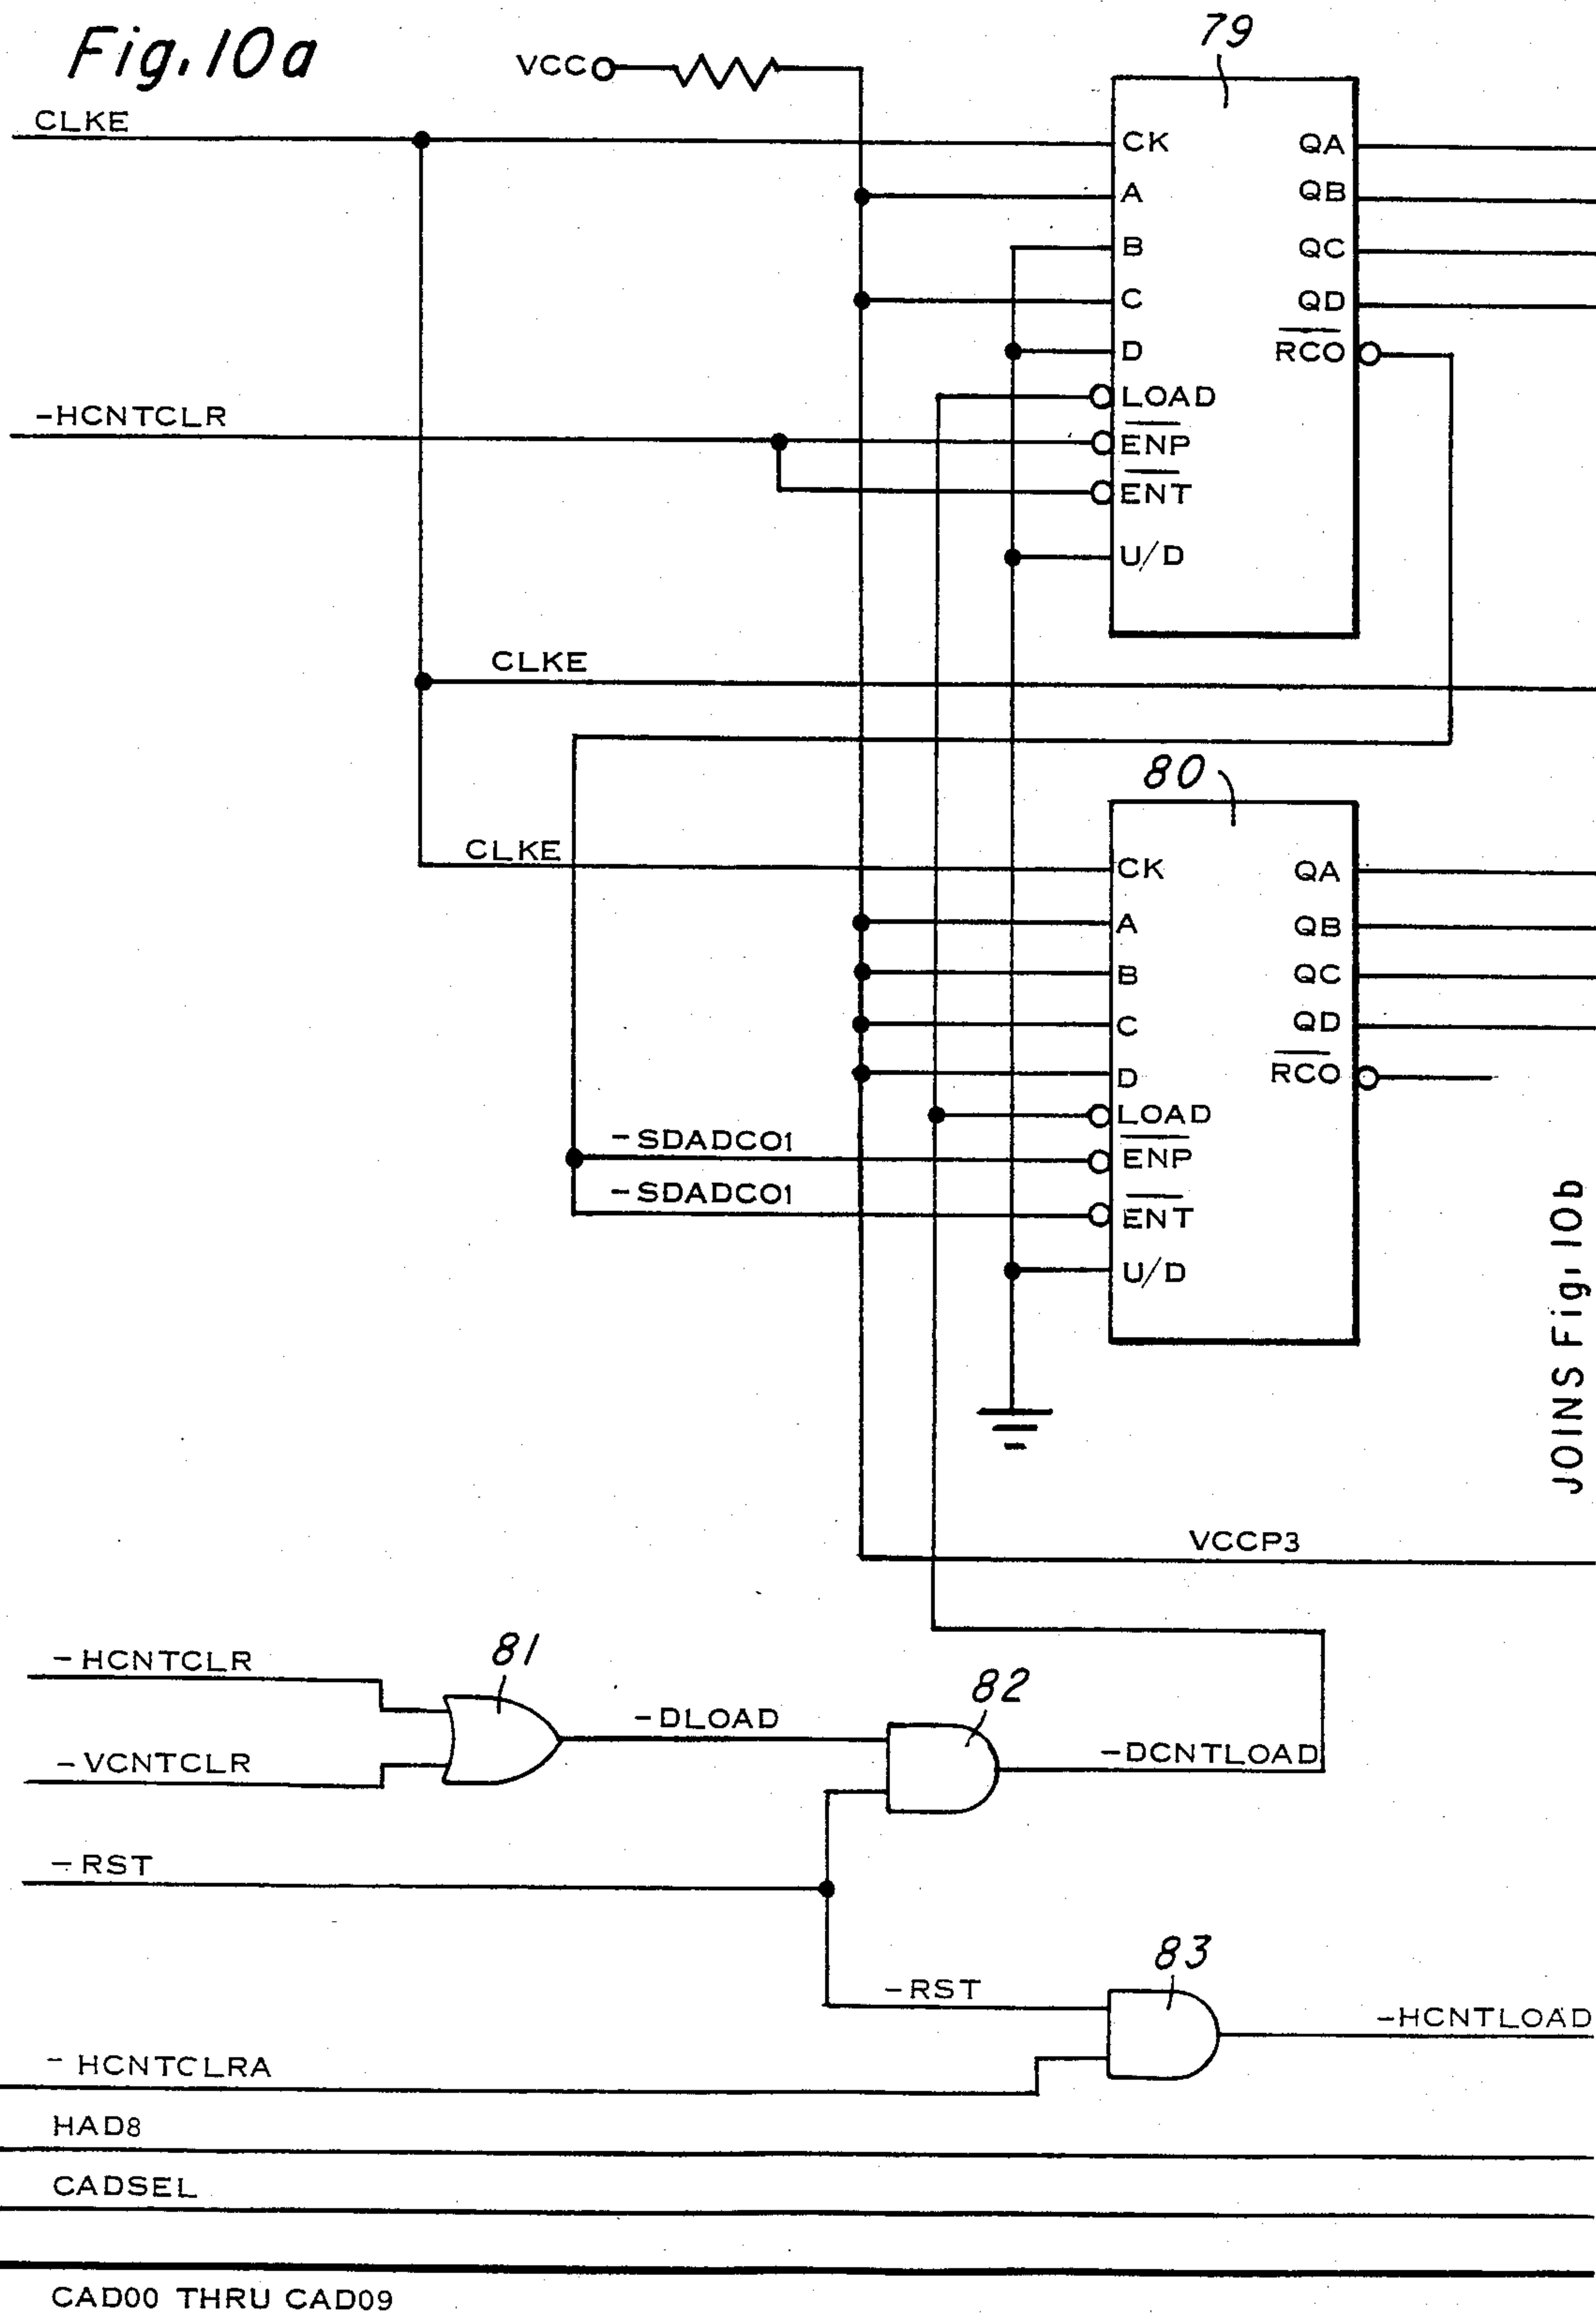 Fig. 10a
VCC
79
CLKE
CK
QA
A
QB
B
QC
C
QD
D
RCO
LOAD
-HCNTCLR
ENP
ENT
U/D
CLKE
80
CLKE
CK
QA
A
QB
B
QC
C
QD
D
RCO
LOAD
-SDADCO1
ENP
-SDADCO1
ENT
U/D
JOINS Fig. 10b
VCCP3
-HCNTCLR
81
-DLOAD
82
-VCNTCLR
-DCNTLOAD
-RST
83
-RST
-HCNTLOAD
-HCNTCLRA
HAD8
CADSEL
CAD00 THRU CAD09